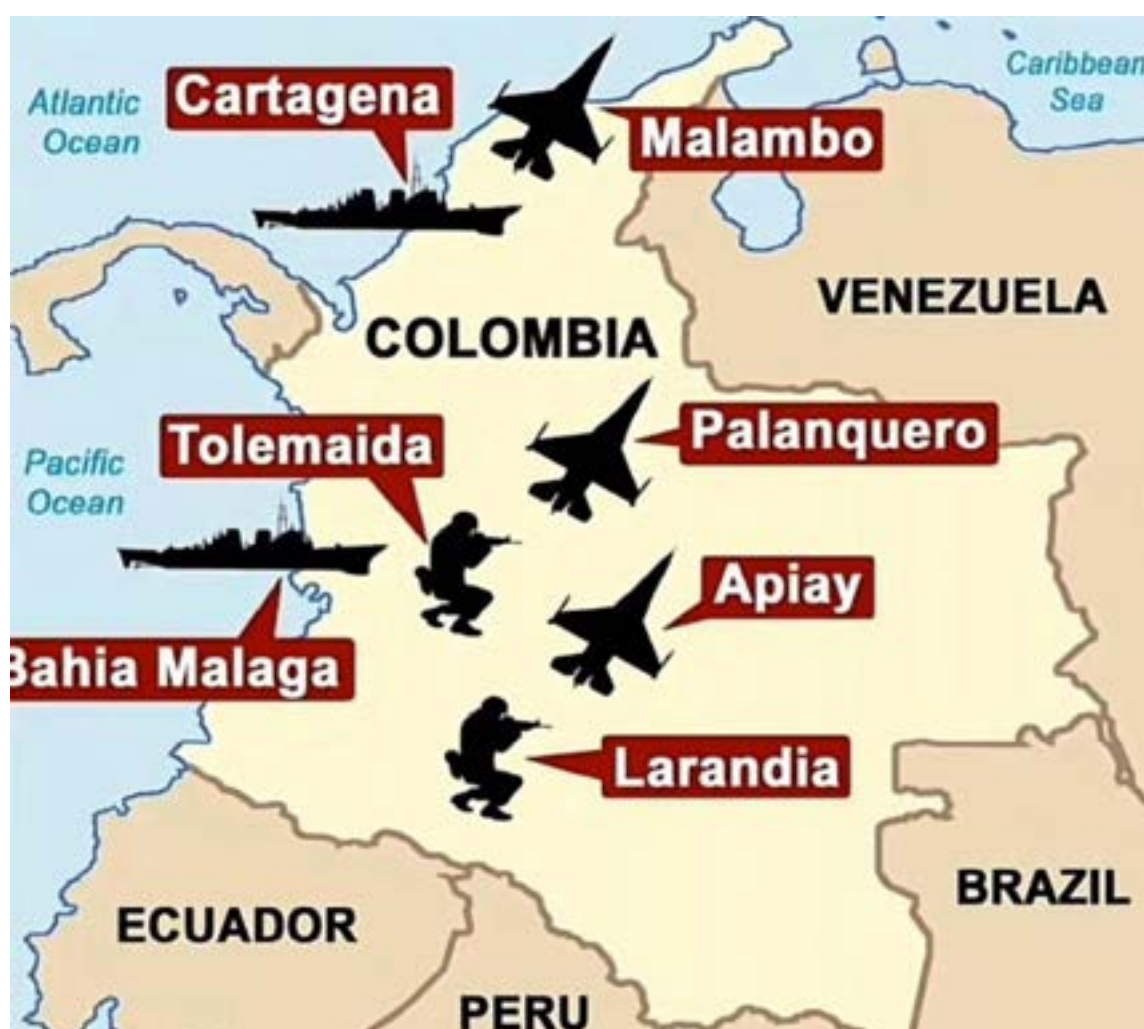 Caribbean
Sea
Atlantic
Ocean
Cartagena
Malambo
VENEZUELA
COLOMBIA
Palanquero
Tolemaida
Pacific
Ocean
Apiay
Bahia Malaga
Larandia
BRAZIL
ECUADOR
PERU